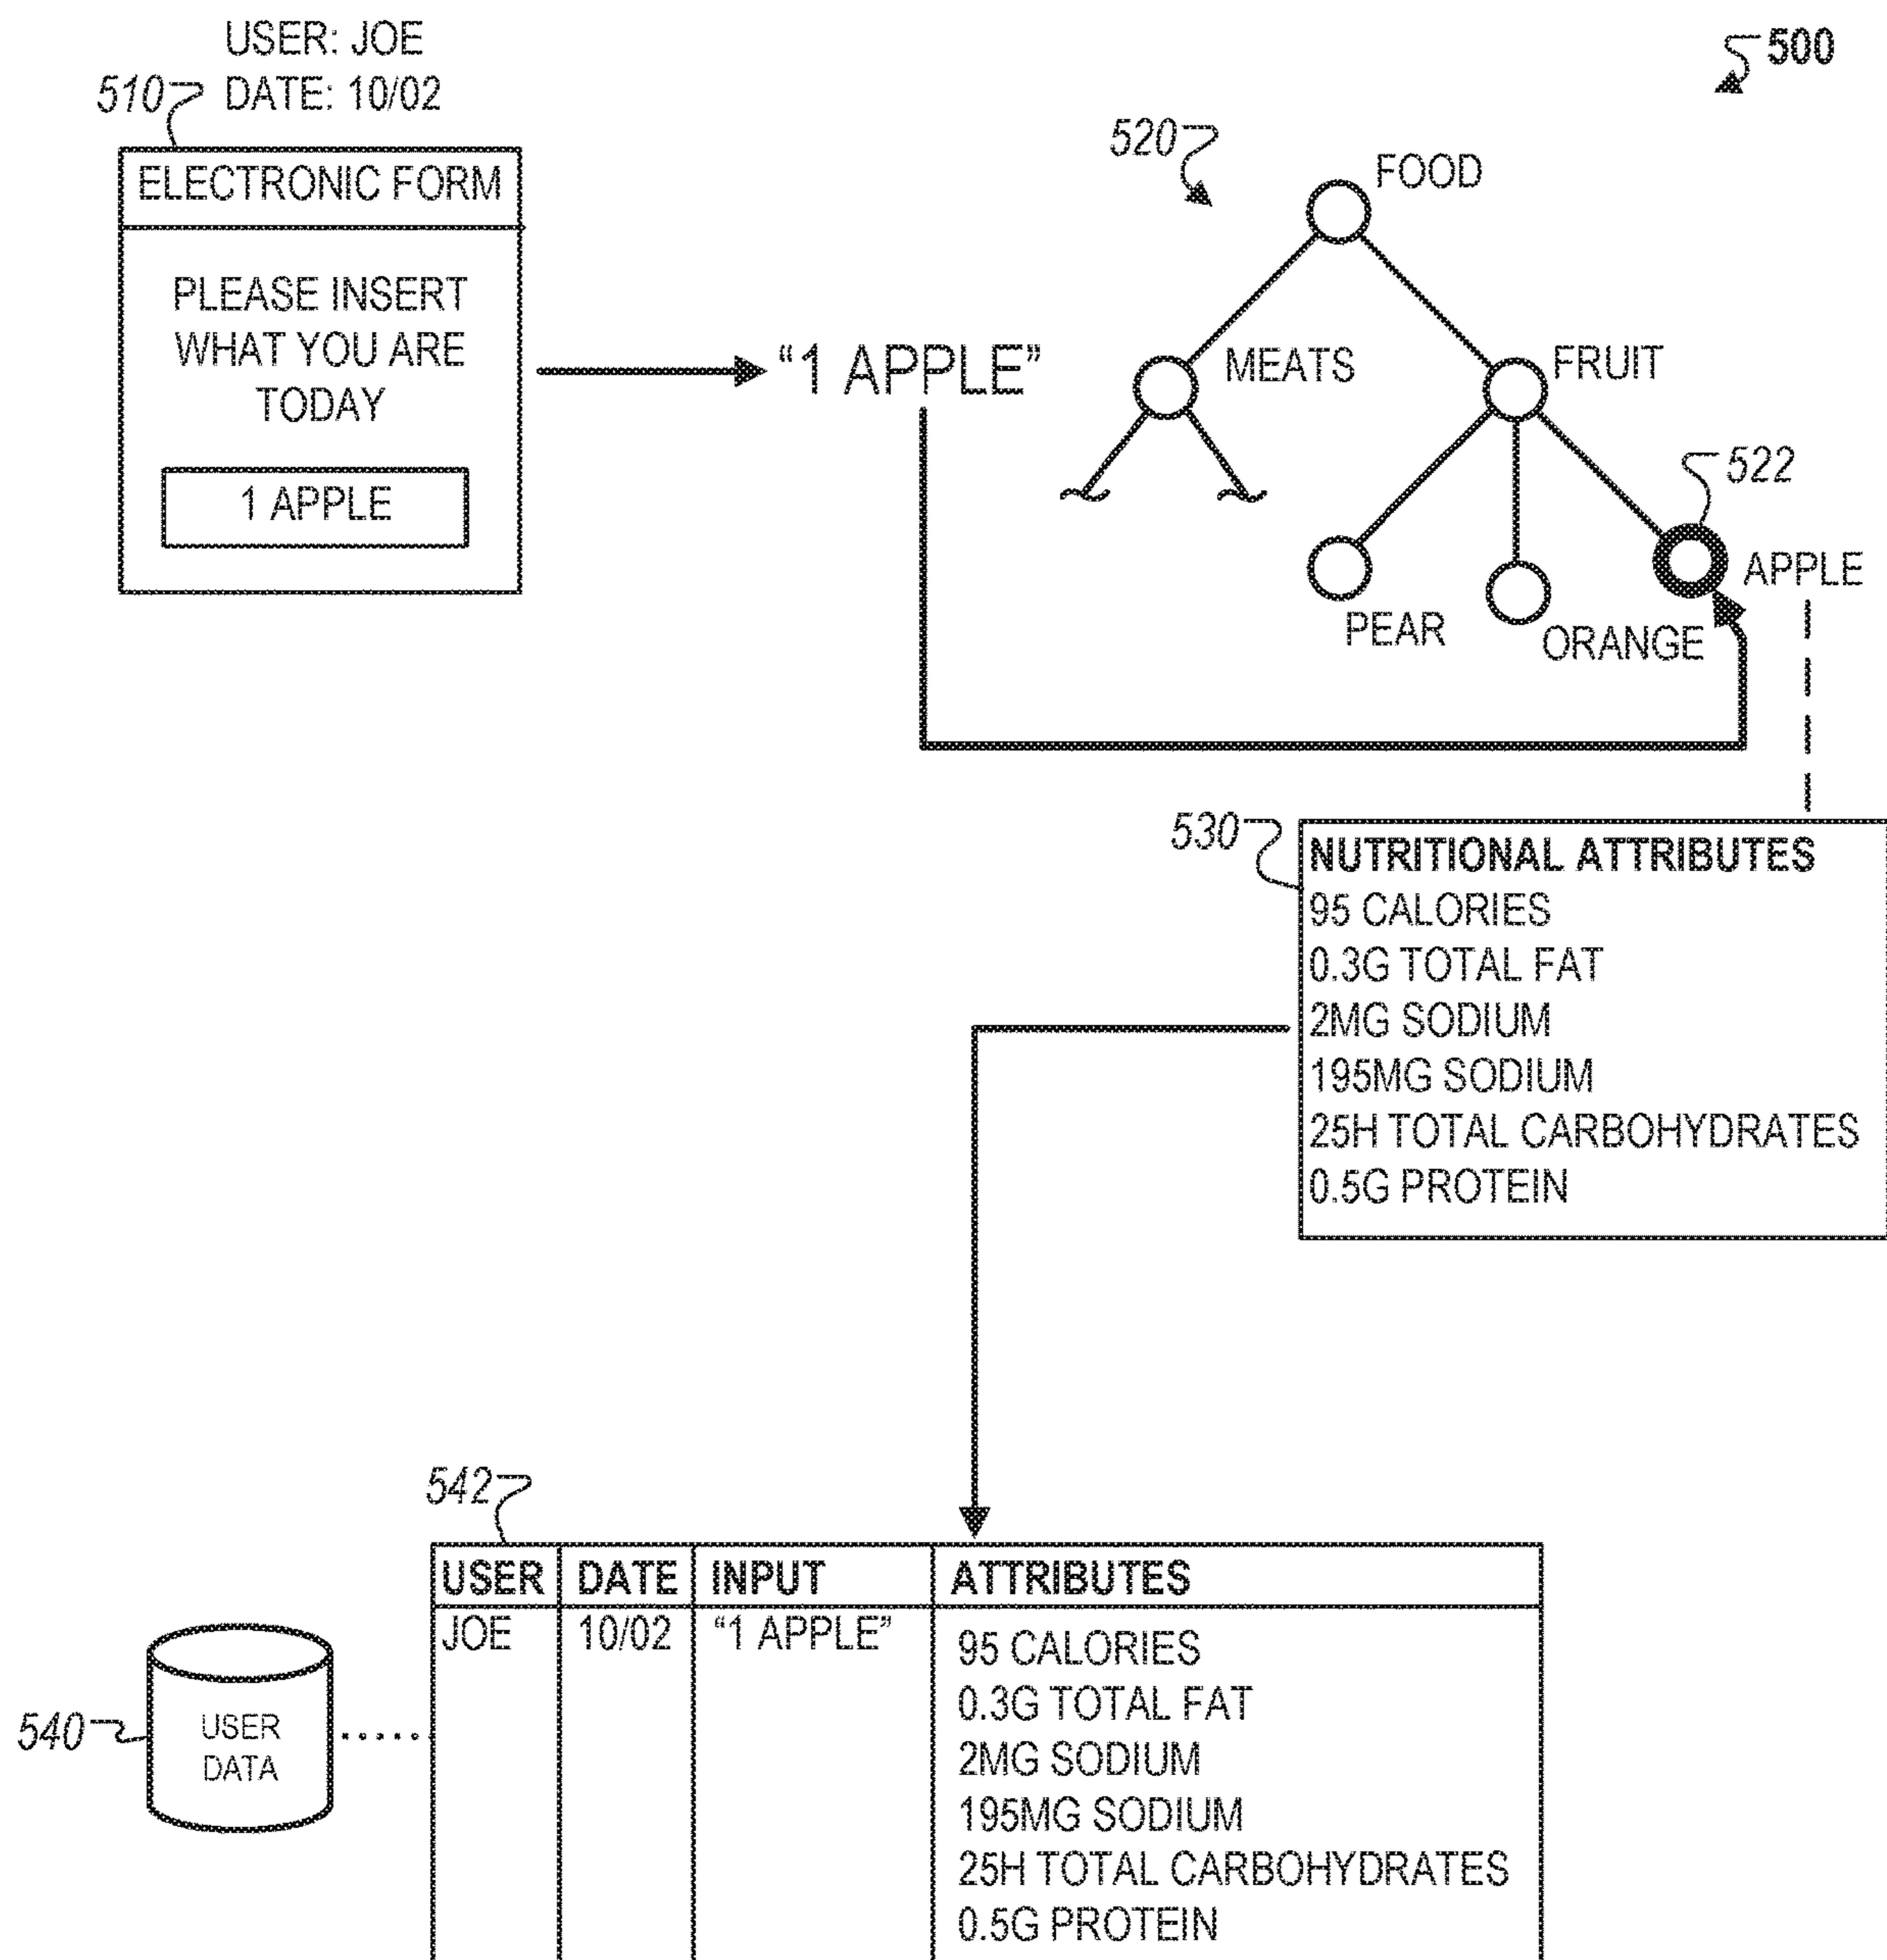 USER: JOE
DATE: 10/02
500
510
ELECTRONIC FORM
PLEASE INSERT
WHAT YOU ARE
TODAY
1 APPLE
"1 APPLE"
520
FOOD
MEATS
FRUIT
522
APPLE
PEAR
ORANGE
530
NUTRITIONAL ATTRIBUTES
95 CALORIES
0.3G TOTAL FAT
2MG SODIUM
195MG SODIUM
25H TOTAL CARBOHYDRATES
0.5G PROTEIN
542
USER DATE INPUT ATTRIBUTES
JOE 10/02 "1 APPLE"
95 CALORIES
0.3G TOTAL FAT
2MG SODIUM
195MG SODIUM
25H TOTAL CARBOHYDRATES
0.5G PROTEIN
540
USER
DATA